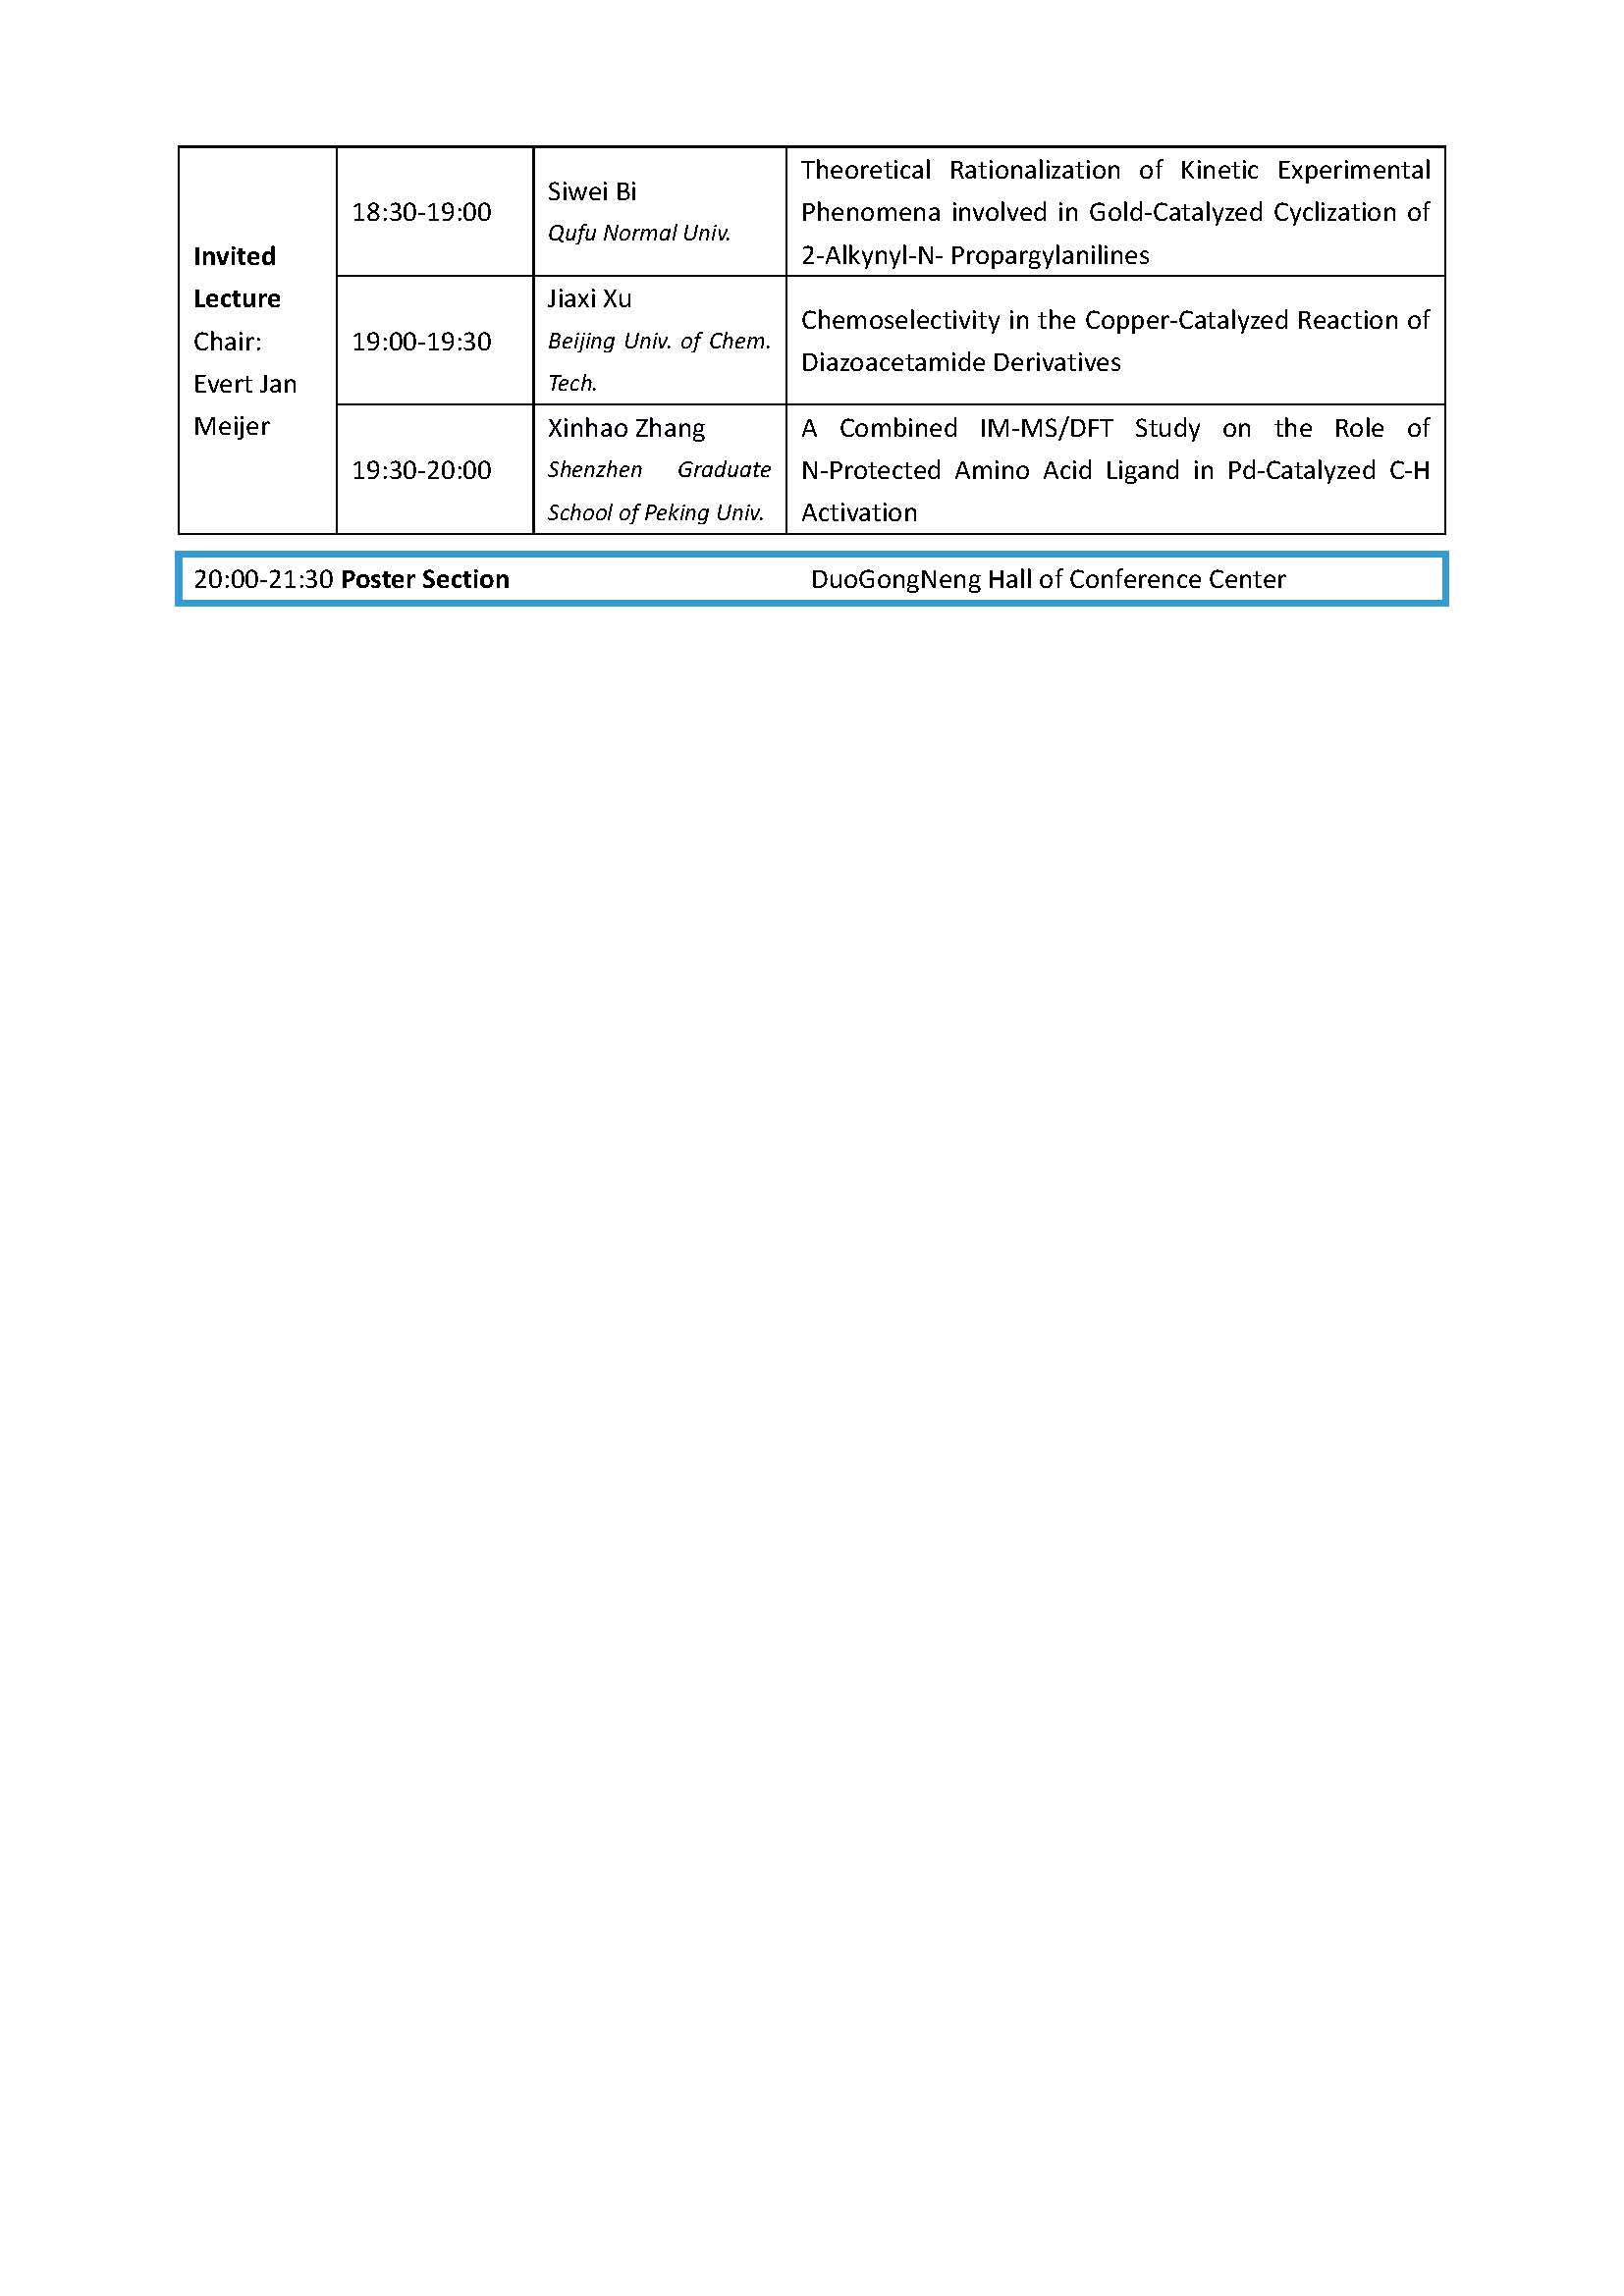 Invited
Lecture
Chair:
Evert Jan
Meijer
18:30-19:00
Siwei Bi
Qufu Normal Univ.
Theoretical Rationalization of Kinetic Experimental
Phenomena involved in Gold-Catalyzed Cyclization of
2-Alkynyl-N- Propargylanilines
19:00-19:30
Jiaxi Xu
Beijing Univ. of Chem.
Tech.
Chemoselectivity in the Copper-Catalyzed Reaction of
Diazoacetamide Derivatives
19:30-20:00
Xinhao Zhang
Shenzhen Graduate
School of Peking Univ.
A Combined IM-MS/DFT Study on the Role of
N-Protected Amino Acid Ligand in Pd-Catalyzed C-H
Activation
20:00-21:30 Poster Section DuoGongNeng Hall of Conference Center